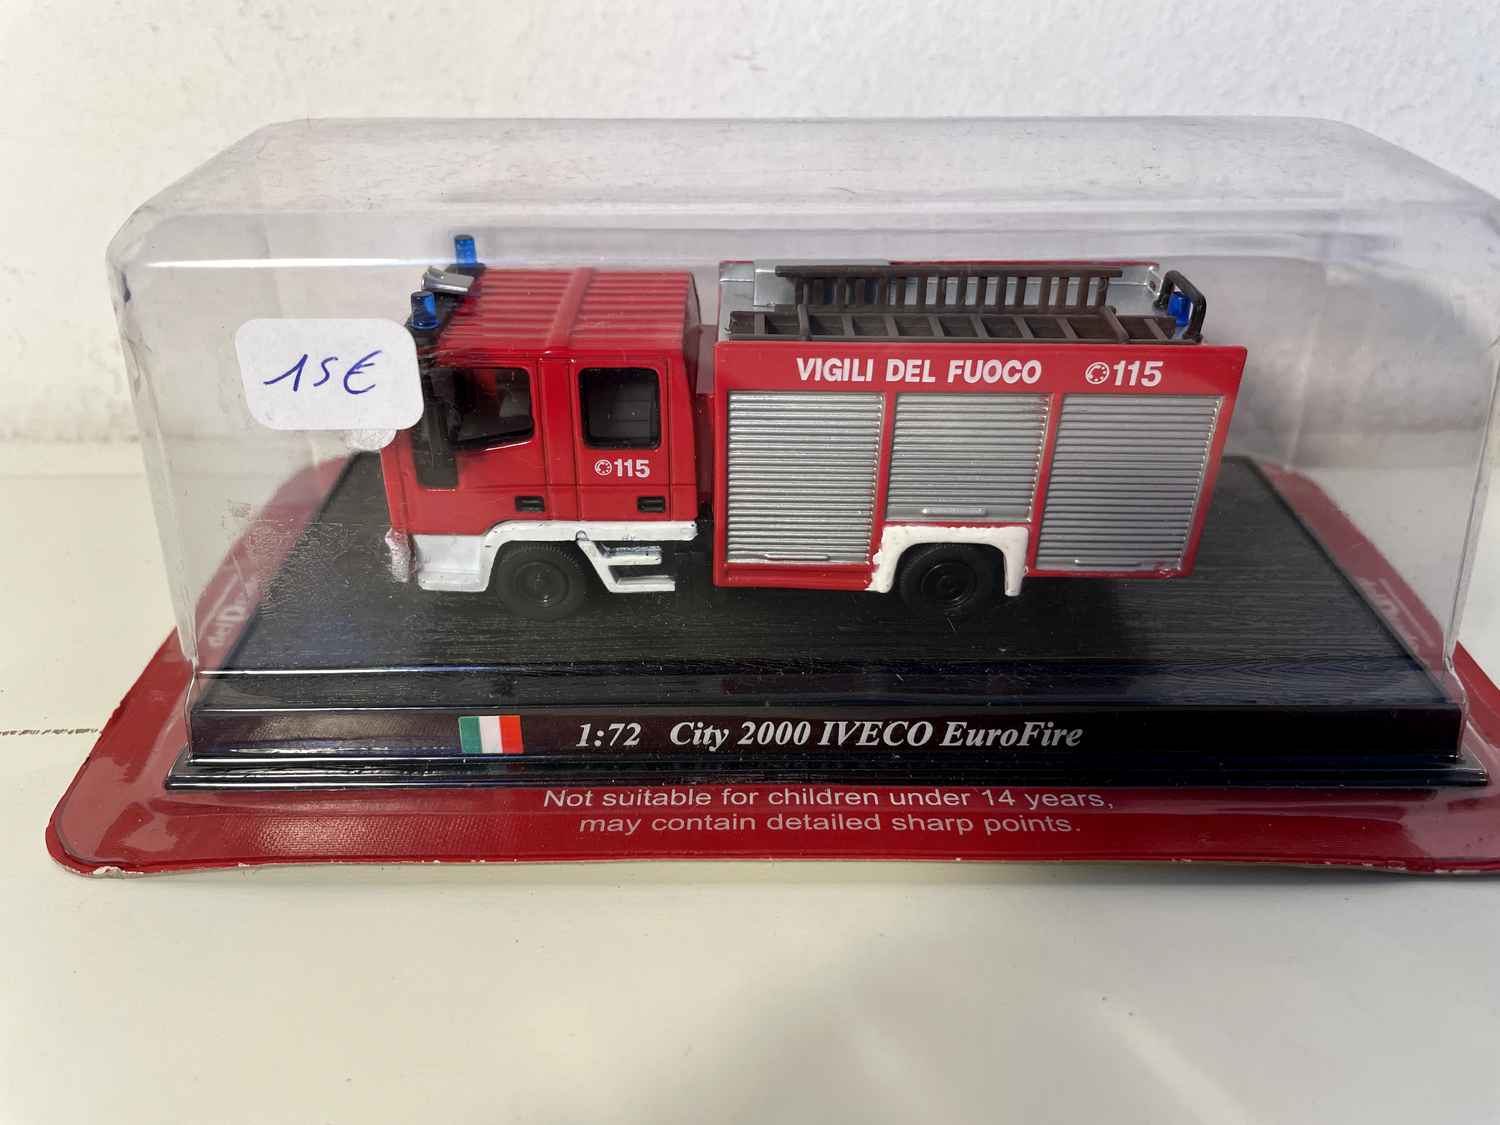 15€
VIGILI DEL FUOCO 115
115
1:72 City 2000 IVECO EuroFire
Not suitable for children under 14 years,
may contain detailed sharp points.